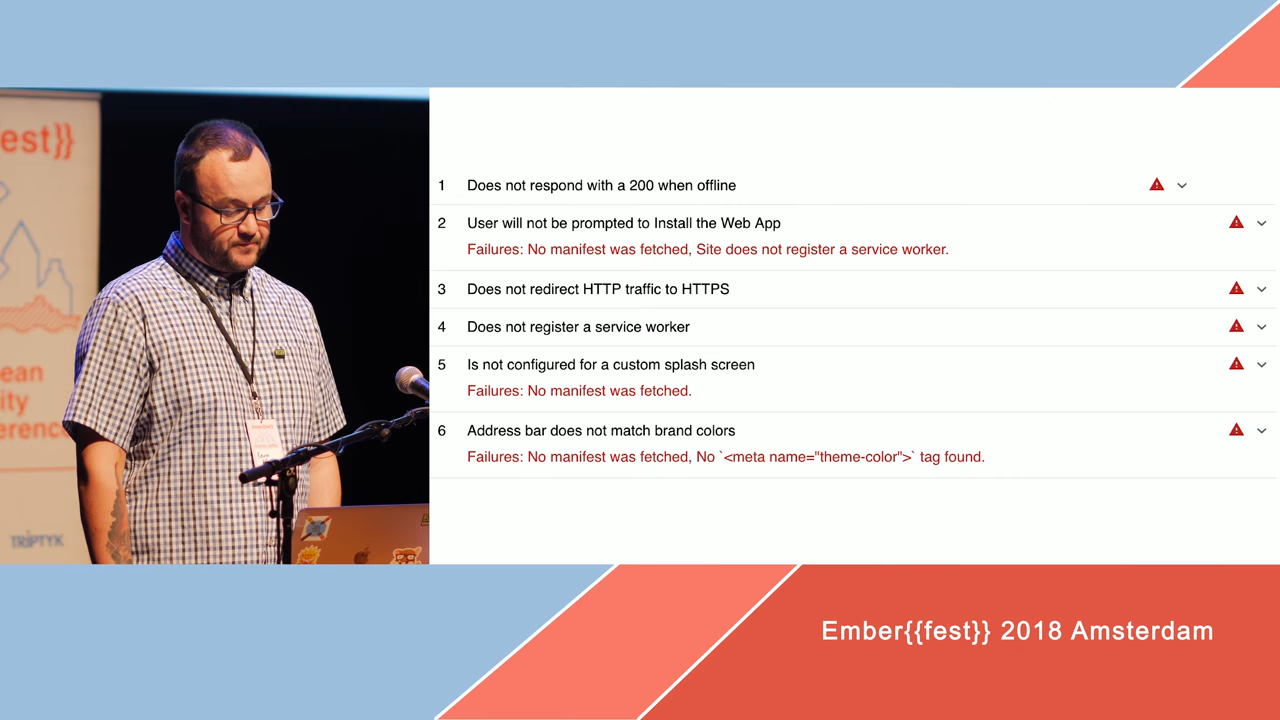 est}}
ean
ity
erence
TRIPTYK
1 Does not respond with a 200 when offline
2 User will not be prompted to Install the Web App
Failures: No manifest was fetched, Site does not register a service worker.
3 Does not redirect HTTP traffic to HTTPS
4 Does not register a service worker
5 Is not configured for a custom splash screen
Failures: No manifest was fetched.
6 Address bar does not match brand colors
Failures: No manifest was fetched, No `<meta name="theme-color">` tag found.
Ember{{fest}} 2018 Amsterdam